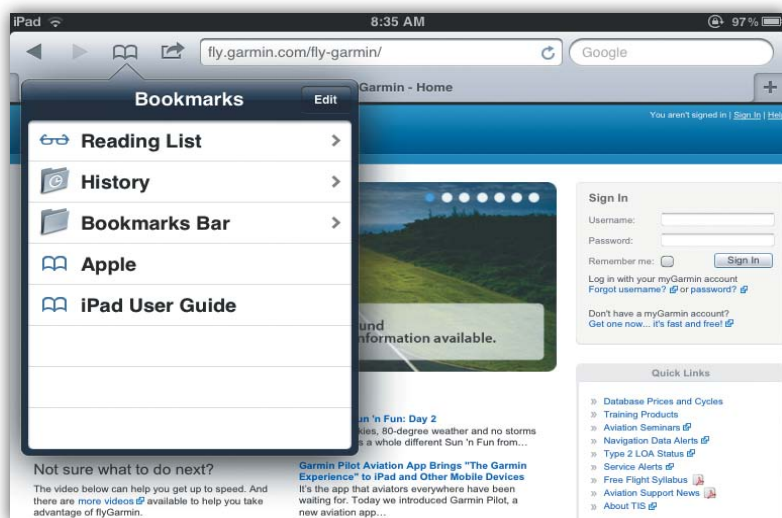 iPad 8:35 AM 97%
fly.garmin.com/fly-garmin/ Google
Garmin - Home
Bookmarks Edit
Reading List
History
Bookmarks Bar
Apple
iPad User Guide
You aren't signed in | Sign In | Help
und
nformation available.
Sign In
Username:
Password:
Remember me: Sign In
Log in with your myGarmin account
Forgot username? or password?
Don't have a myGarmin account?
Get one now... it's fast and free!
Quick Links
» Database Prices and Cycles
» Training Products
» Aviation Seminars
» Navigation Data Alerts
» Type 2 LOA Status
» Service Alerts
» Free Flight Syllabus
» Aviation Support News
» About TIS
Not sure what to do next?
The video below can help you get up to speed. And
there are more videos available to help you take
advantage of flyGarmin.
un 'n Fun: Day 2
kies, 80-degree weather and no storms
s a whole different Sun 'n Fun from...
Garmin Pilot Aviation App Brings "The Garmin
Experience" to iPad and Other Mobile Devices
It's the app that aviators everywhere have been
waiting for. Today we introduced Garmin Pilot, a
new aviation app...